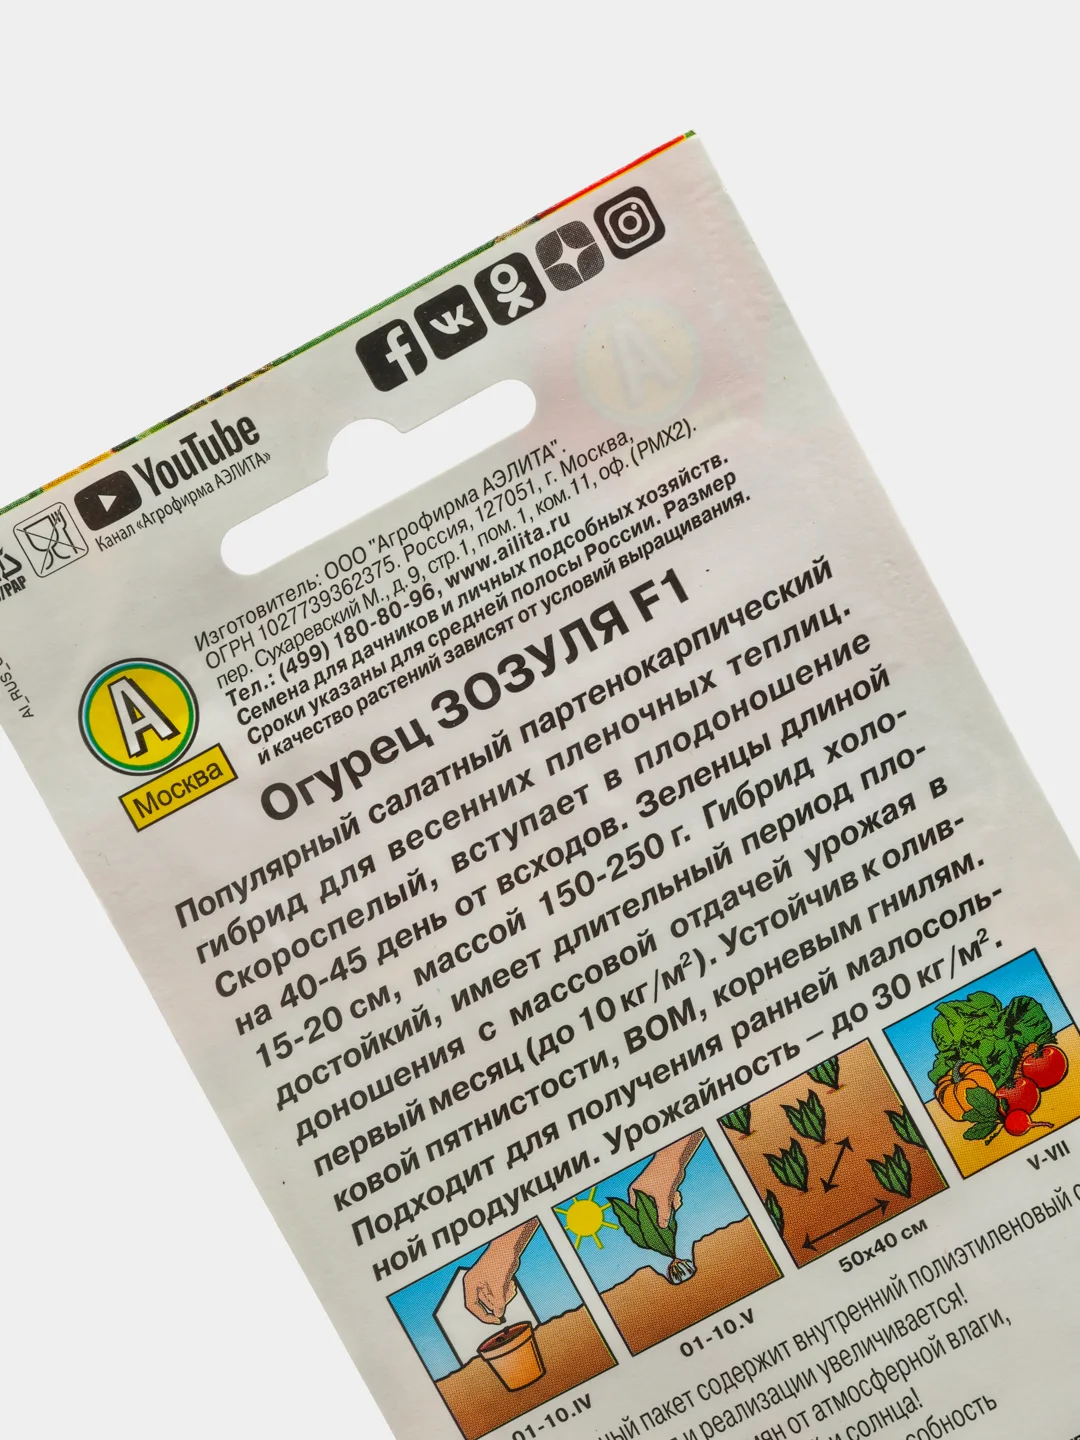 YouTube
Канал «Агрофирма АЭЛИТА»
/PAP
Изготовитель: ООО "Агрофирма АЭЛИТА",
ОГРН 1027739362375. Россия, 127051, г. Москва,
пер. Сухаревский М., д. 9, стр.1, пом. 1, ком.11, оф. (РМХ2).
Тел.: (499) 180-80-96, www.ailita.ru
Семена для дачников и личных подсобных хозяйств.
Сроки указаны для средней полосы России. Размер
и качество растений зависят от условий выращивания.
А
Москва
Огурец ЗОЗУЛЯ F1
Популярный салатный партенокарпический
гибрид для весенних пленочных теплиц.
Скороспелый, вступает в плодоношение
на 40-45 день от всходов. Зеленцы длиной
15-20 см, массой 150-250 г. Гибрид холо-
достойкий, имеет длительный период пло-
доношения с массовой отдачей урожая в
первый месяц (до 10 кг/м²). Устойчив к олив-
ковой пятнистости, ВОМ, корневым гнилям.
Подходит для получения ранней малосоль-
ной продукции. Урожайность – до 30 кг/м².
01-10.IV
01-10.V
50х40 см
V-VII
пакет содержит внутренний полиэтиленовый
и реализации увеличивается!
от атмосферной влаги,
и солнца!